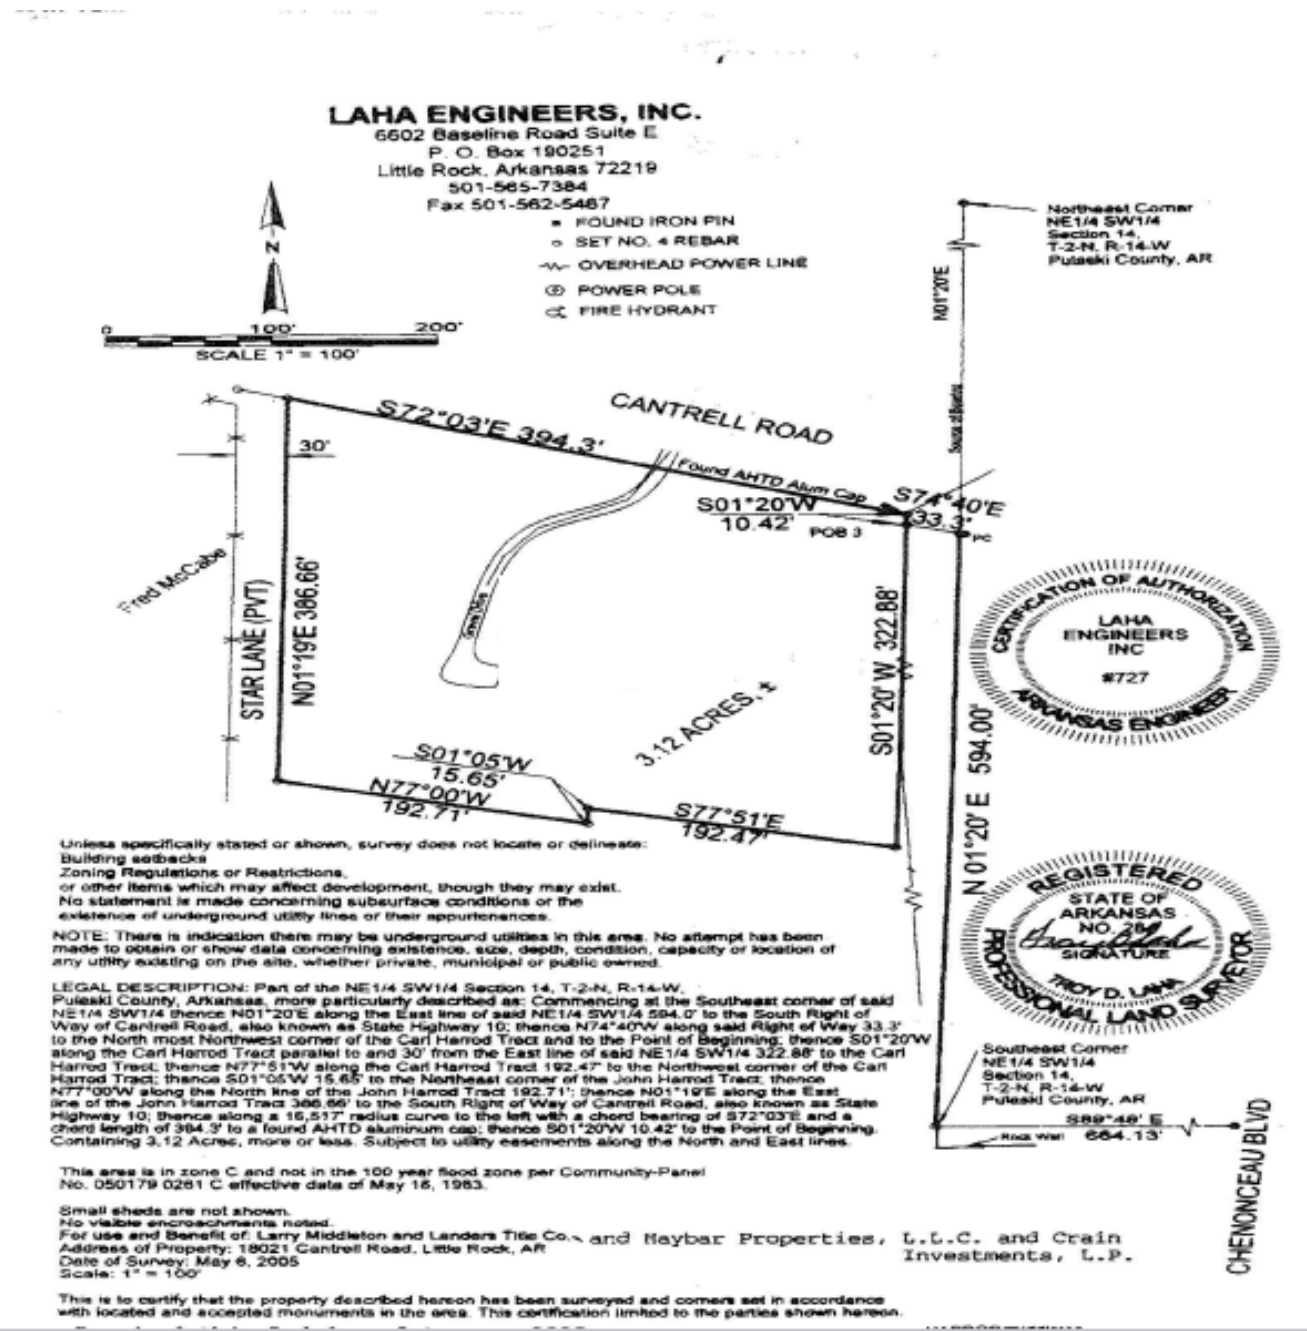 LAHA ENGINEERS, INC.
6602 Baseline Road Suite E
P. O. Box 190251
Little Rock, Arkansas 72219
501-565-7384
Fax 501-562-5487
FOUND IRON PIN
SET NO. 4 REBAR
OVERHEAD POWER LINE
POWER POLE
FIRE HYDRANT
N
0 100' 200'
SCALE 1" = 100'
Northeast Corner
NE1/4 SW1/4
Section 14,
T-2-N, R-14-W
Pulaski County, AR
N01°20'E
Source of Bearing
CANTRELL ROAD
S72°03'E 394.3'
Found AHTD Alum Cap
S74°40'E
33.3'
PC
S01°20'W
10.42'
POB 3
30'
Fred McCabe
STAR LANE (PVT)
N01°19'E 386.66'
S01°20' W 322.88'
3.12 ACRES, ±
S01°05'W
15.65'
N77°00'W
192.71'
S77°51'E
192.47'
N 01°20' E 594.00'
CERTIFICATION OF AUTHORIZATION
LAHA
ENGINEERS
INC
#727
ARKANSAS ENGINEER
REGISTERED
STATE OF
ARKANSAS
NO.
SIGNATURE
TROY D. LAHA
PROFESSIONAL LAND SURVEYOR
Southeast Corner
NE1/4 SW1/4
Section 14,
T-2-N, R-14-W
Pulaski County, AR
S89°48' E
664.13'
Rock Wall
CHENONCEAU BLVD
Unless specifically stated or shown, survey does not locate or delineate:
Building setbacks
Zoning Regulations or Restrictions,
or other items which may affect development, though they may exist.
No statement is made concerning subsurface conditions or the
existence of underground utility lines or their appurtenances.
NOTE: There is indication there may be underground utilities in this area. No attempt has been
made to obtain or show data concerning existence, size, depth, condition, capacity or location of
any utility existing on the site, whether private, municipal or public owned.
LEGAL DESCRIPTION: Part of the NE1/4 SW1/4 Section 14, T-2-N, R-14-W,
Pulaski County, Arkansas, more particularly described as: Commencing at the Southeast corner of said
NE1/4 SW1/4 thence N01°20'E along the East line of said NE1/4 SW1/4 594.0' to the South Right of
Way of Cantrell Road, also known as State Highway 10; thence N74°40'W along said Right of Way 33.3'
to the North most Northwest corner of the Carl Harrod Tract and to the Point of Beginning; thence S01°20'W
along the Carl Harrod Tract parallel to and 30' from the East line of said NE1/4 SW1/4 322.88' to the Carl
Harrod Tract; thence N77°51'W along the Carl Harrod Tract 192.47' to the Northwest corner of the Carl
Harrod Tract; thence S01°05'W 15.65' to the Northeast corner of the John Harrod Tract; thence
N77°00'W along the North line of the John Harrod Tract 192.71'; thence N01°19'E along the East
line of the John Harrod Tract 386.66' to the South Right of Way of Cantrell Road, also known as State
Highway 10; thence along a 16,517' radius curve to the left with a chord bearing of S72°03'E and a
chord length of 394.3' to a found AHTD aluminum cap; thence S01°20'W 10.42' to the Point of Beginning.
Containing 3.12 Acres, more or less. Subject to utility easements along the North and East lines.
This area is in zone C and not in the 100 year flood zone per Community-Panel
No. 050179 0261 C effective date of May 16, 1983.
Small sheds are not shown.
No visible encroachments noted.
For use and Benefit of: Larry Middleton and Landers Title Co., and Haybar Properties, L.L.C. and Crain
Investments, L.P.
Address of Property: 18021 Cantrell Road, Little Rock, AR
Date of Survey: May 6, 2005
Scale: 1" = 100'
This is to certify that the property described hereon has been surveyed and corners set in accordance
with located and accepted monuments in the area. This certification limited to the parties shown hereon.